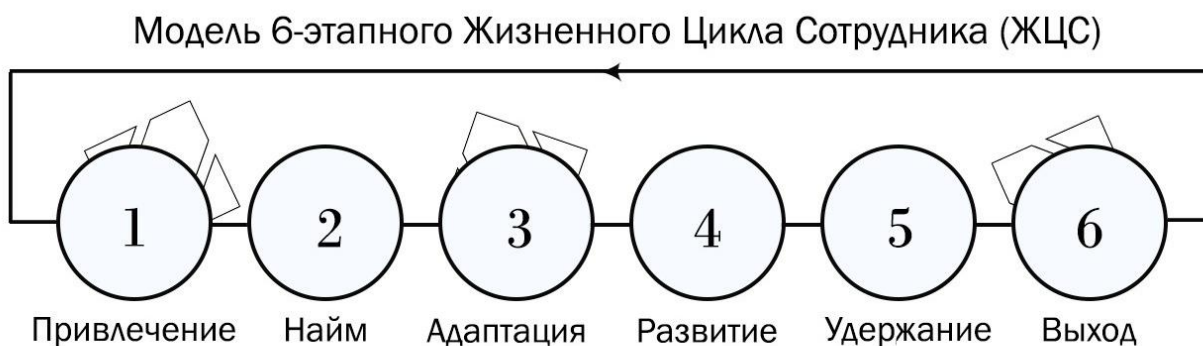 Модель 6-этапного Жизненного Цикла Сотрудника (ЖЦС)
1 2 3 4 5 6
Привлечение Найм Адаптация Развитие Удержание Выход